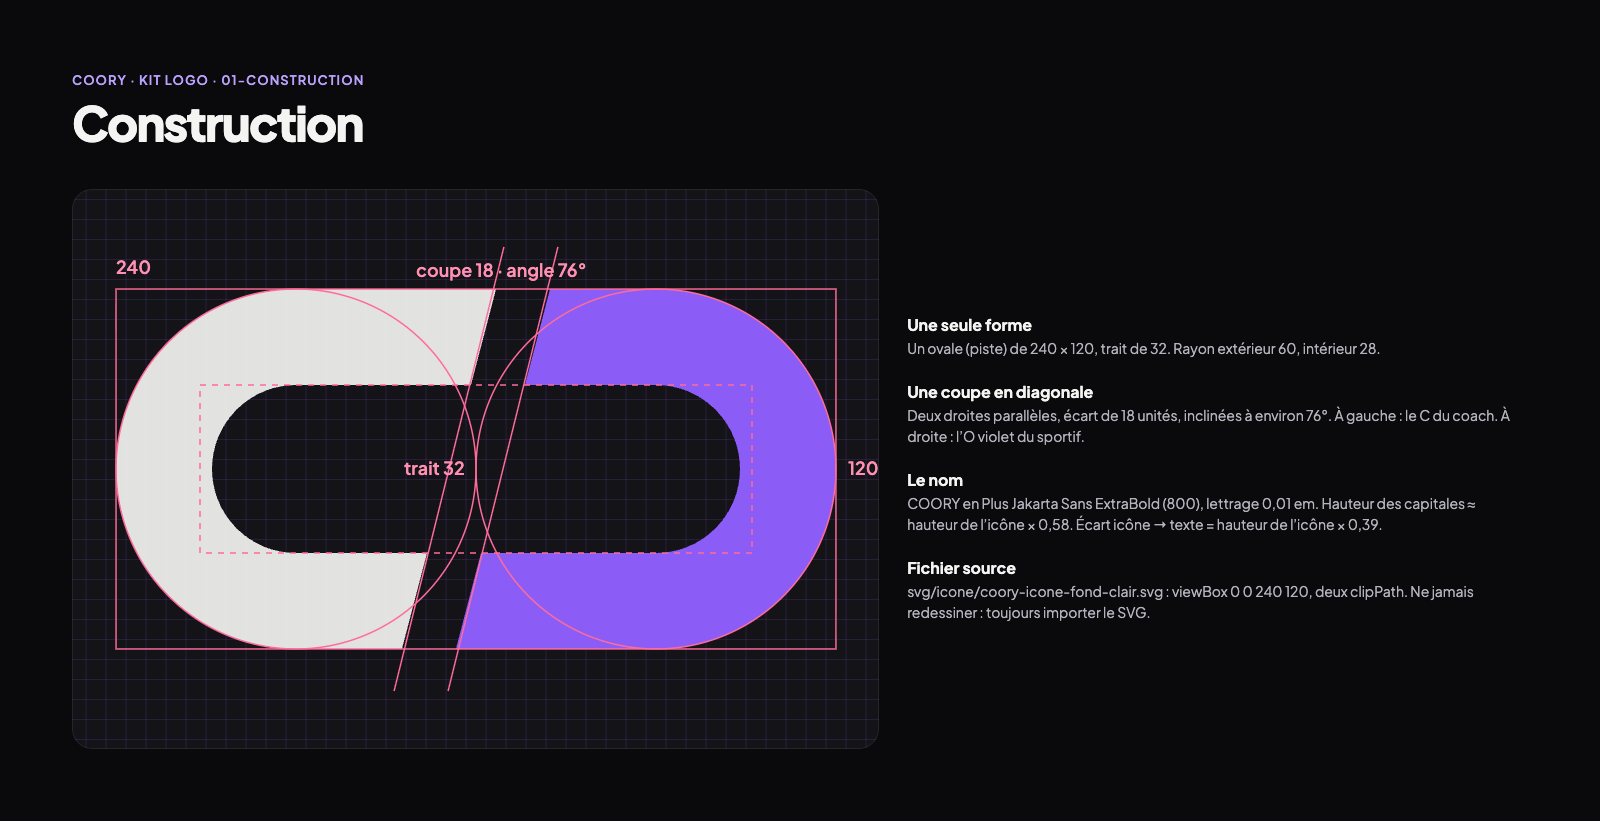 COORY · KIT LOGO · 01-CONSTRUCTION
Construction
240
coupe 18 · angle 76°
trait 32
120
Une seule forme
Un ovale (piste) de 240 × 120, trait de 32. Rayon extérieur 60, intérieur 28.
Une coupe en diagonale
Deux droites parallèles, écart de 18 unités, inclinées à environ 76°. À gauche : le C du coach. À
droite : l’O violet du sportif.
Le nom
COORY en Plus Jakarta Sans ExtraBold (800), lettrage 0,01 em. Hauteur des capitales ≈
hauteur de l’icône × 0,58. Écart icône → texte = hauteur de l’icône × 0,39.
Fichier source
svg/icone/coory-icone-fond-clair.svg : viewBox 0 0 240 120, deux clipPath. Ne jamais
redessiner : toujours importer le SVG.